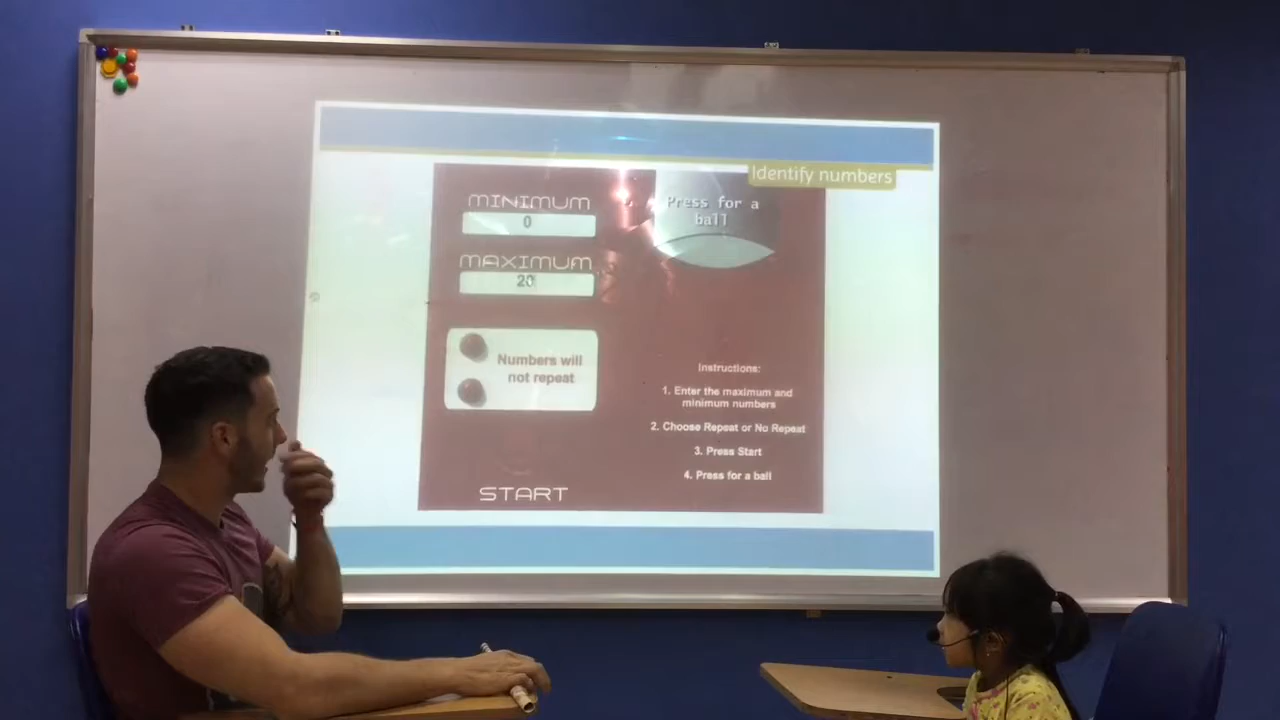 Identify numbers
MINIMUM
0
MAXIMUM
20
Numbers will
not repeat
START
Press for a
ball
Instructions:
1. Enter the maximum and
minimum numbers
2. Choose Repeat or No Repeat
3. Press Start
4. Press for a ball